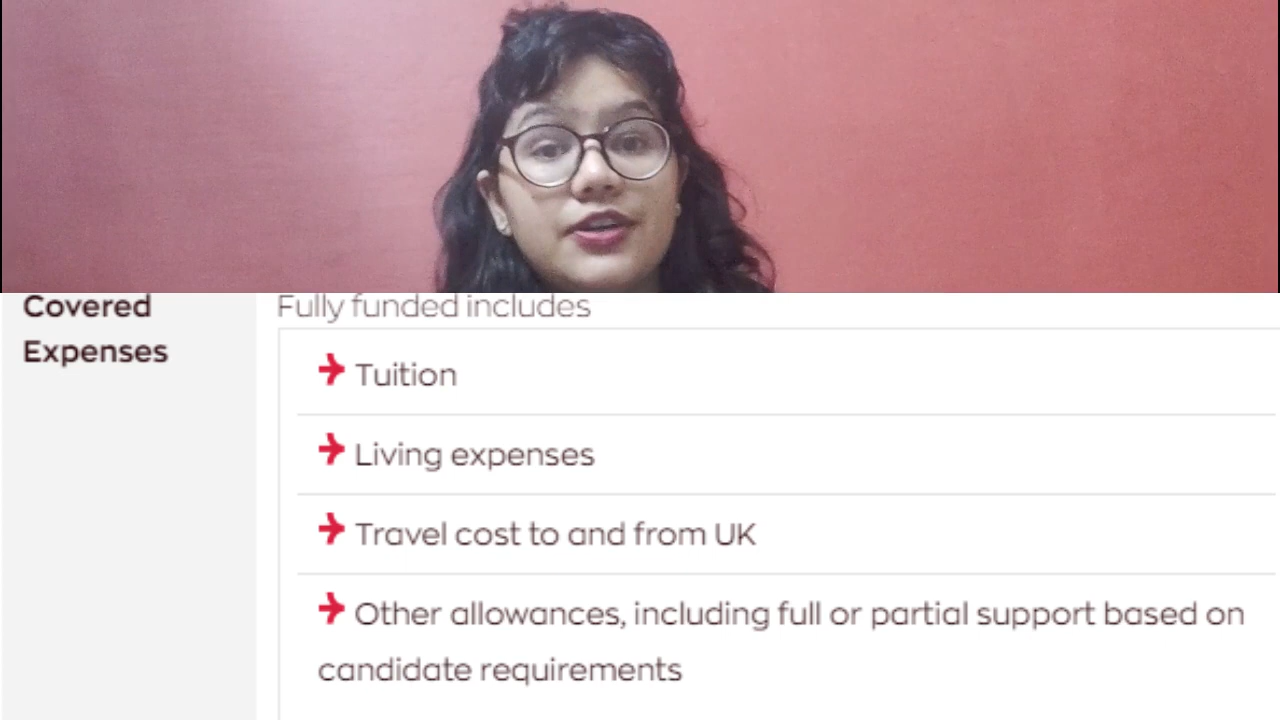 Covered
Expenses
Fully funded includes
Tuition
Living expenses
Travel cost to and from UK
Other allowances, including full or partial support based on
candidate requirements